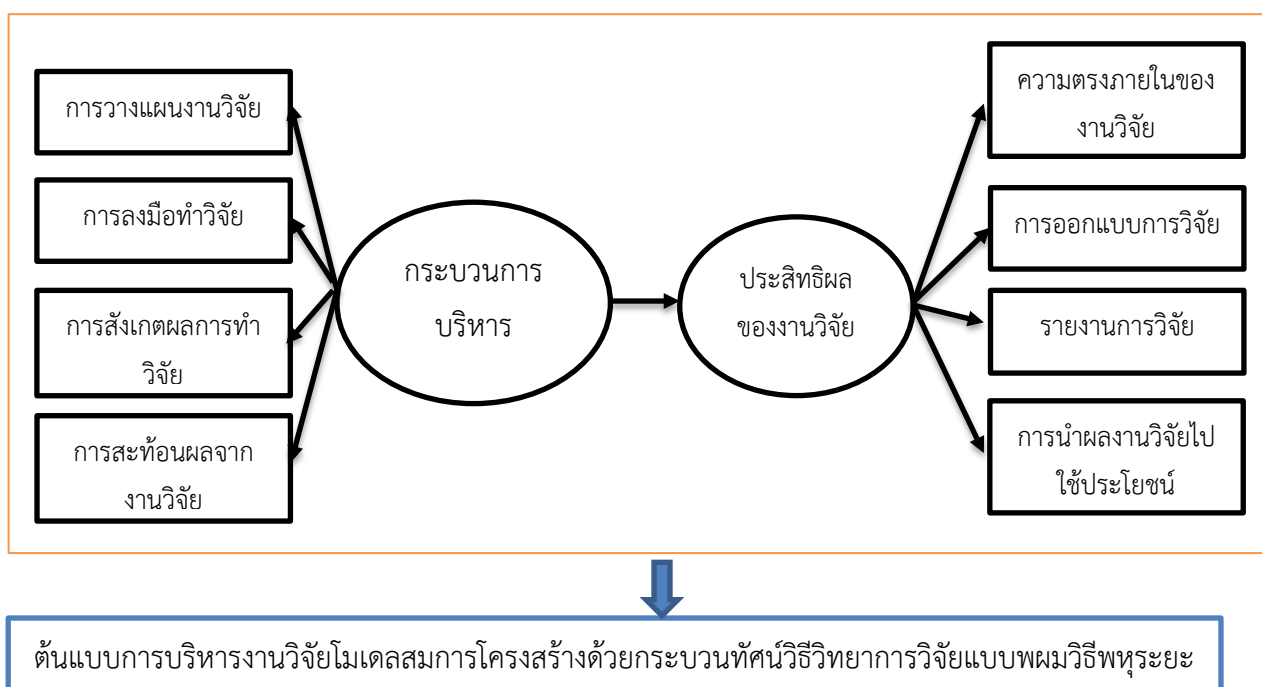 การวางแผนงานวิจัย
การลงมือทำวิจัย
การสังเกตผลการทำ
วิจัย
การสะท้อนผลจาก
งานวิจัย
กระบวนการ
บริหาร
ประสิทธิผล
ของงานวิจัย
ความตรงภายในของ
งานวิจัย
การออกแบบการวิจัย
รายงานการวิจัย
การนำผลงานวิจัยไป
ใช้ประโยชน์
ต้นแบบการบริหารงานวิจัยโมเดลสมการโครงสร้างด้วยกระบวนทัศน์วิธีวิทยาการวิจัยแบบพผมวิธีพหุระยะ